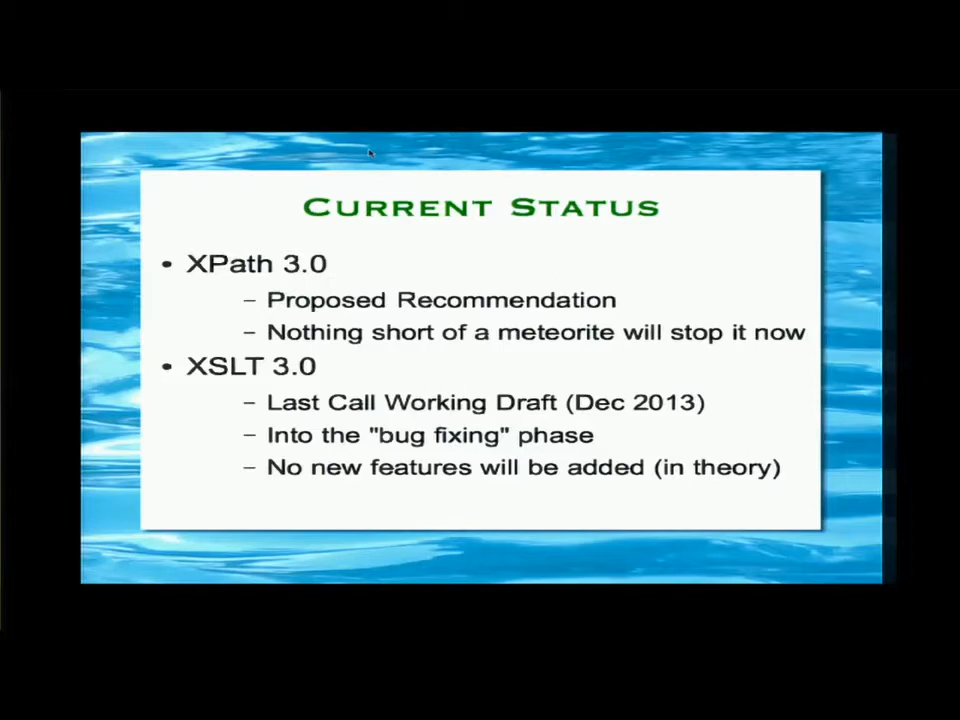 CURRENT STATUS
• XPath 3.0
– Proposed Recommendation
– Nothing short of a meteorite will stop it now
• XSLT 3.0
– Last Call Working Draft (Dec 2013)
– Into the "bug fixing" phase
– No new features will be added (in theory)